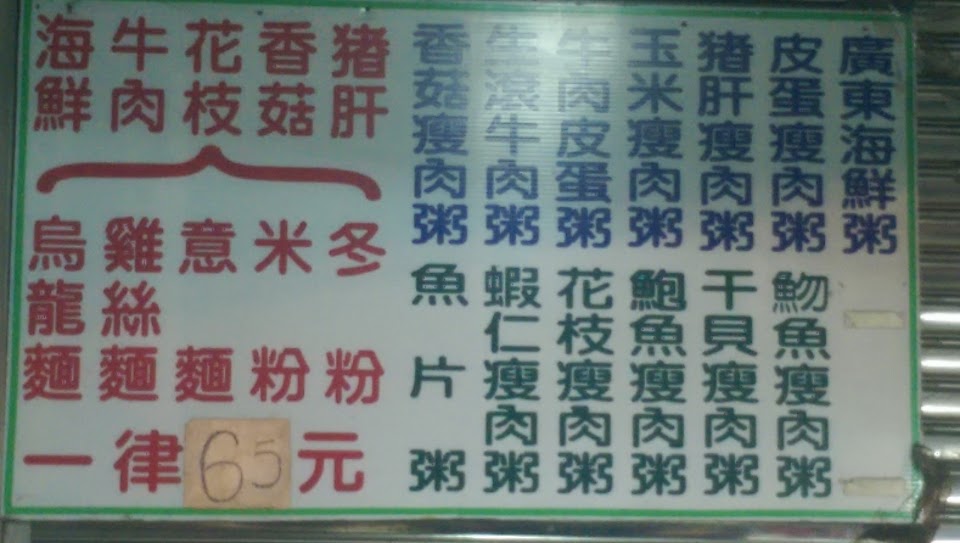 廣東海鮮粥
皮蛋瘦肉粥
猪肝瘦肉粥
玉米瘦肉粥
牛肉皮蛋粥
生滾牛肉粥
香菇瘦肉粥
魩魚瘦肉粥
干貝瘦肉粥
鮑魚瘦肉粥
花枝瘦肉粥
蝦仁瘦肉粥
魚片粥
猪肝
香菇
花枝
牛肉
海鮮
冬粉
米粉
意麵
雞絲麵
烏龍麵
一律65元